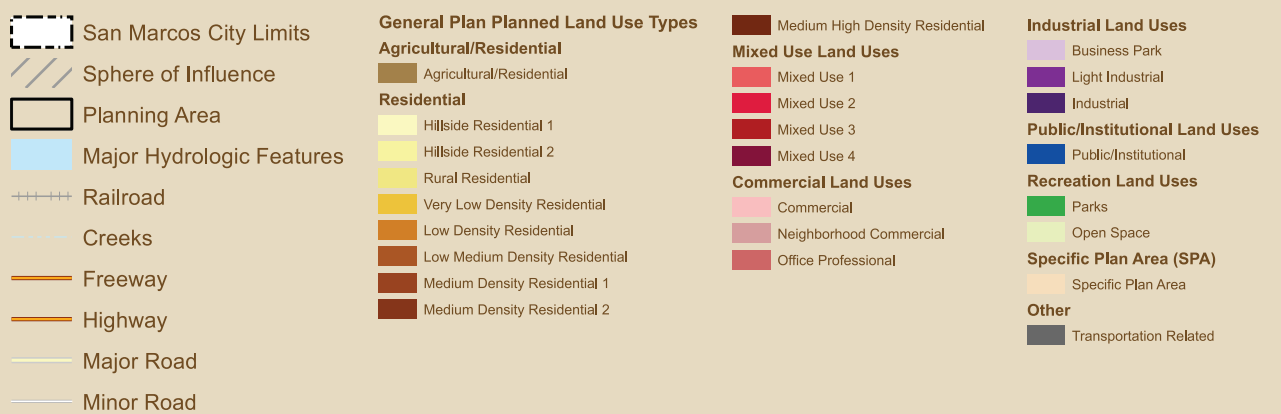 San Marcos City Limits
Sphere of Influence
Planning Area
Major Hydrologic Features
Railroad
Creeks
Freeway
Highway
Major Road
Minor Road
General Plan Planned Land Use Types
Agricultural/Residential
Agricultural/Residential
Residential
Hillside Residential 1
Hillside Residential 2
Rural Residential
Very Low Density Residential
Low Density Residential
Low Medium Density Residential
Medium Density Residential 1
Medium Density Residential 2
Medium High Density Residential
Mixed Use Land Uses
Mixed Use 1
Mixed Use 2
Mixed Use 3
Mixed Use 4
Commercial Land Uses
Commercial
Neighborhood Commercial
Office Professional
Industrial Land Uses
Business Park
Light Industrial
Industrial
Public/Institutional Land Uses
Public/Institutional
Recreation Land Uses
Parks
Open Space
Specific Plan Area (SPA)
Specific Plan Area
Other
Transportation Related